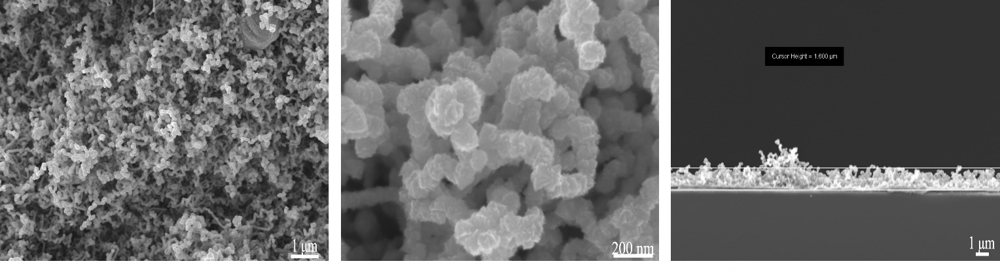 1 μm
200 nm
Cursor Height = 1.600 μm
1 μm